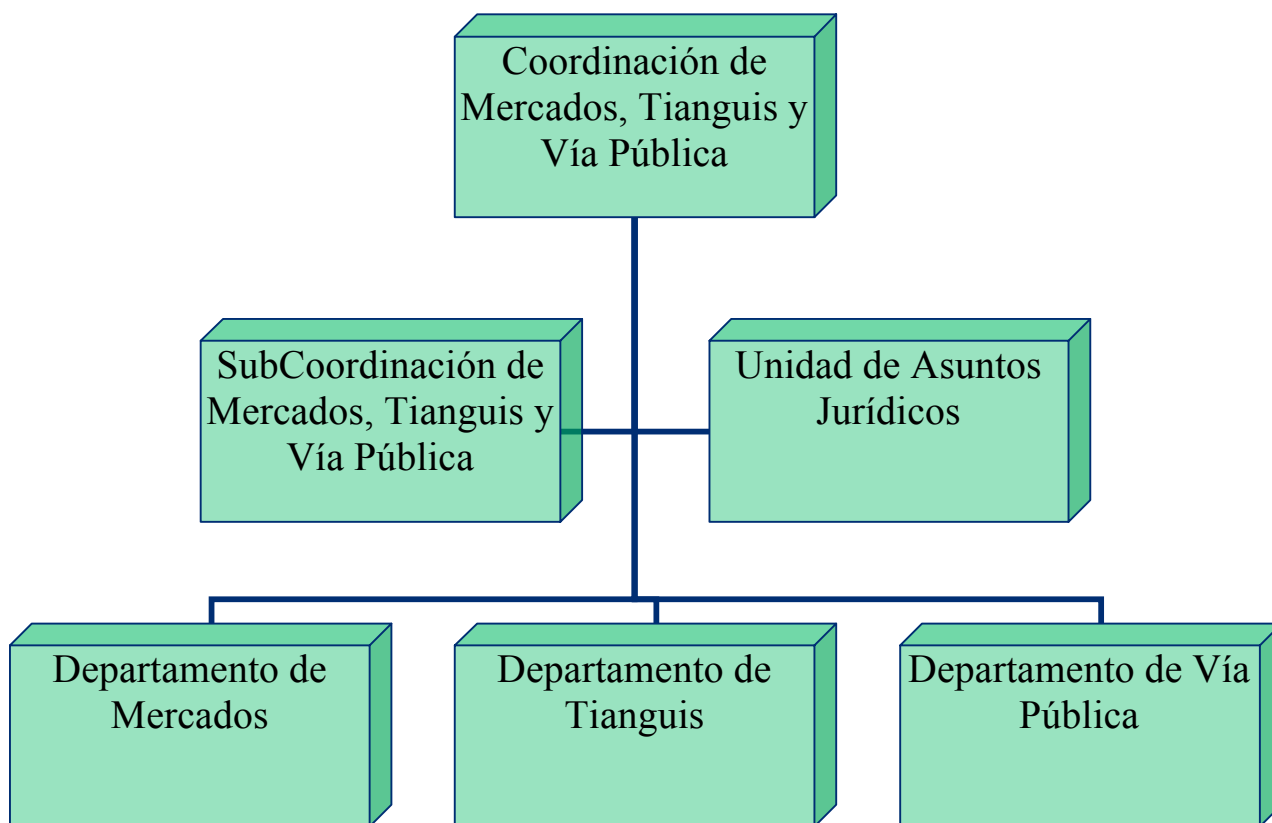 Coordinación de
Mercados, Tianguis y
Vía Pública
SubCoordinación de
Mercados, Tianguis y
Vía Pública
Unidad de Asuntos
Jurídicos
Departamento de
Mercados
Departamento de
Tianguis
Departamento de Vía
Pública